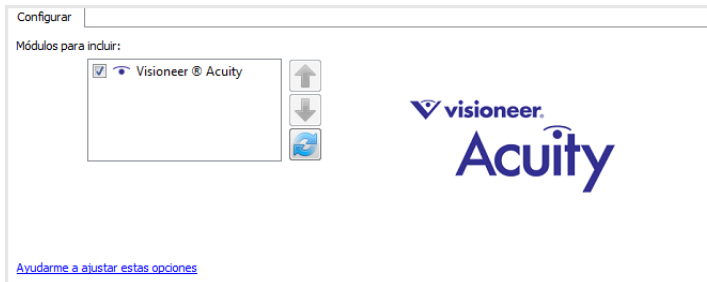 Configurar
Módulos para incluir:
Visioneer ® Acuity
visioneer.
Acuity
Ayudarme a ajustar estas opciones